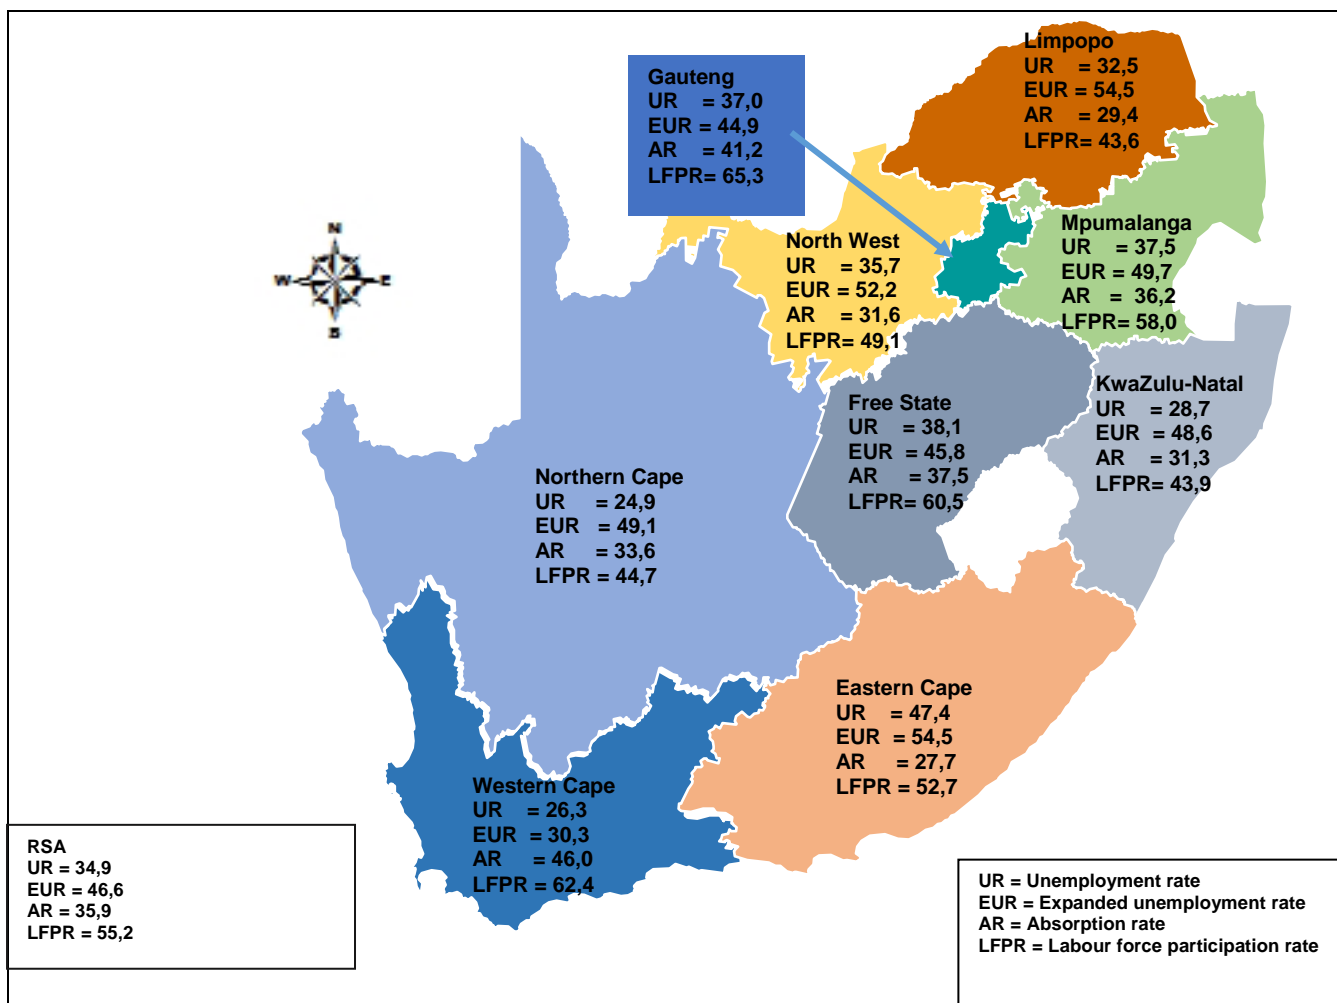 Limpopo
UR = 32,5
EUR = 54,5
AR = 29,4
LFPR= 43,6
Gauteng
UR = 37,0
EUR = 44,9
AR = 41,2
LFPR= 65,3
Mpumalanga
UR = 37,5
EUR = 49,7
AR = 36,2
LFPR= 58,0
North West
UR = 35,7
EUR = 52,2
AR = 31,6
LFPR= 49,1
N
W
E
S
KwaZulu-Natal
UR = 28,7
EUR = 48,6
AR = 31,3
LFPR= 43,9
Free State
UR = 38,1
EUR = 45,8
AR = 37,5
LFPR= 60,5
Northern Cape
UR = 24,9
EUR = 49,1
AR = 33,6
LFPR = 44,7
Eastern Cape
UR = 47,4
EUR = 54,5
AR = 27,7
LFPR = 52,7
Western Cape
UR = 26,3
EUR = 30,3
AR = 46,0
LFPR = 62,4
RSA
UR = 34,9
EUR = 46,6
AR = 35,9
LFPR = 55,2
UR = Unemployment rate
EUR = Expanded unemployment rate
AR = Absorption rate
LFPR = Labour force participation rate